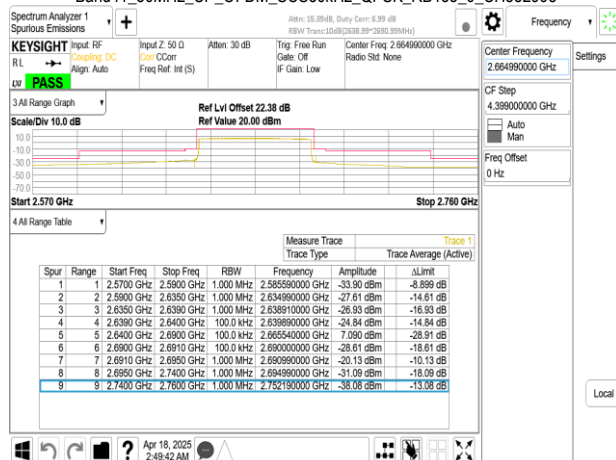 Spectrum Analyzer 1
Spurious Emissions
Attn: 15.39dB, Duty Corr: 6.99 dB
RBW Tranc:10dB(2638.99~2690.99MHz)
Frequency
KEYSIGHT
Input: RF
Coupling: DC
Align: Auto
Input Z: 50 Ω
Corr CCorr
Freq Ref: Int (S)
Atten: 30 dB
Trig: Free Run
Gate: Off
IF Gain: Low
Center Freq: 2.664990000 GHz
Radio Std: None
RL
LXI
PASS
Center Frequency
2.664990000 GHz
Settings
CF Step
4.399000000 GHz
Auto
Man
Freq Offset
0 Hz
3 All Range Graph
Scale/Div 10.0 dB
Ref Lvl Offset 22.38 dB
Ref Value 20.00 dBm
10.0
-10.0
-30.0
-50.0
-70.0
Start 2.570 GHz
Stop 2.760 GHz
4 All Range Table
Measure Trace Trace 1
Trace Type Trace Average (Active)
Spur Range Start Freq Stop Freq RBW Frequency Amplitude ΔLimit
1 1 2.5700 GHz 2.5900 GHz 1.000 MHz 2.585590000 GHz -33.90 dBm -8.899 dB
2 2 2.5900 GHz 2.6350 GHz 1.000 MHz 2.634990000 GHz -27.61 dBm -14.61 dB
3 3 2.6350 GHz 2.6390 GHz 1.000 MHz 2.638910000 GHz -26.93 dBm -16.93 dB
4 4 2.6390 GHz 2.6400 GHz 100.0 kHz 2.639890000 GHz -24.84 dBm -14.84 dB
5 5 2.6400 GHz 2.6900 GHz 100.0 kHz 2.665540000 GHz 7.090 dBm -28.91 dB
6 6 2.6900 GHz 2.6910 GHz 100.0 kHz 2.690000000 GHz -28.61 dBm -18.61 dB
7 7 2.6910 GHz 2.6950 GHz 1.000 MHz 2.690990000 GHz -20.13 dBm -10.13 dB
8 8 2.6950 GHz 2.7400 GHz 1.000 MHz 2.694990000 GHz -31.09 dBm -18.09 dB
9 9 2.7400 GHz 2.7600 GHz 1.000 MHz 2.752190000 GHz -38.08 dBm -13.08 dB
Local
?
Apr 18, 2025
2:49:42 AM